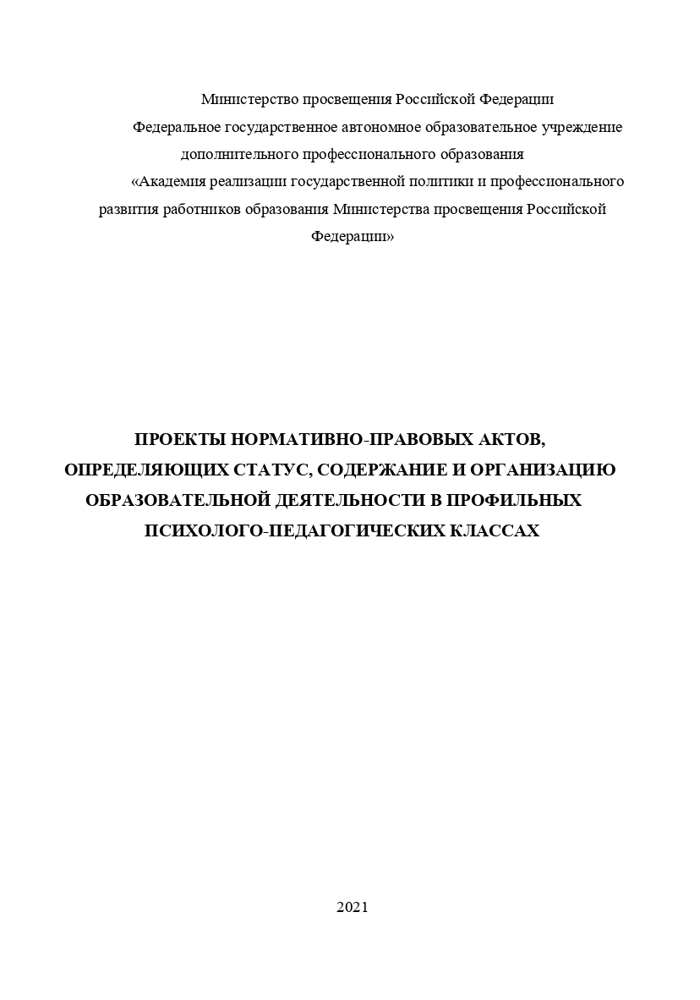 Министерство просвещения Российской Федерации
Федеральное государственное автономное образовательное учреждение
дополнительного профессионального образования
«Академия реализации государственной политики и профессионального
развития работников образования Министерства просвещения Российской
Федерации»
ПРОЕКТЫ НОРМАТИВНО-ПРАВОВЫХ АКТОВ,
ОПРЕДЕЛЯЮЩИХ СТАТУС, СОДЕРЖАНИЕ И ОРГАНИЗАЦИЮ
ОБРАЗОВАТЕЛЬНОЙ ДЕЯТЕЛЬНОСТИ В ПРОФИЛЬНЫХ
ПСИХОЛОГО-ПЕДАГОГИЧЕСКИХ КЛАССАХ
2021